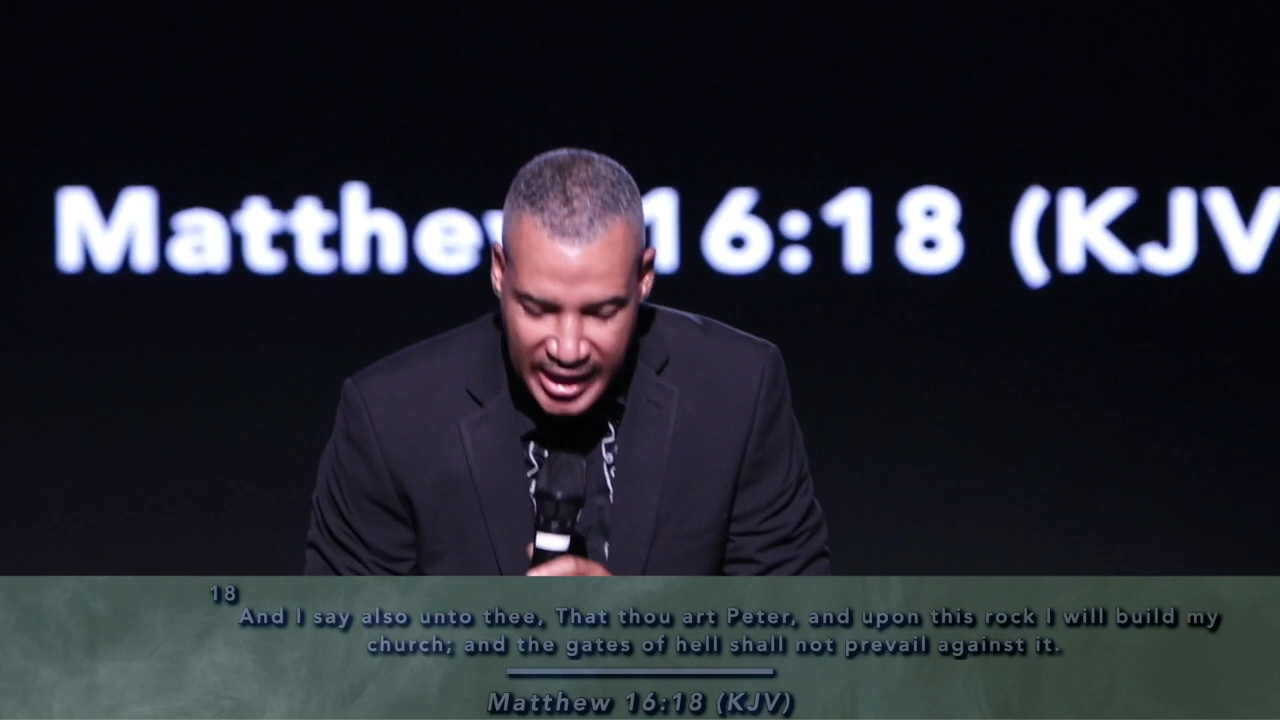 Matthew 16:18 (KJV
18
And I say also unto thee, That thou art Peter, and upon this rock I will build my
church; and the gates of hell shall not prevail against it.
Matthew 16:18 (KJV)